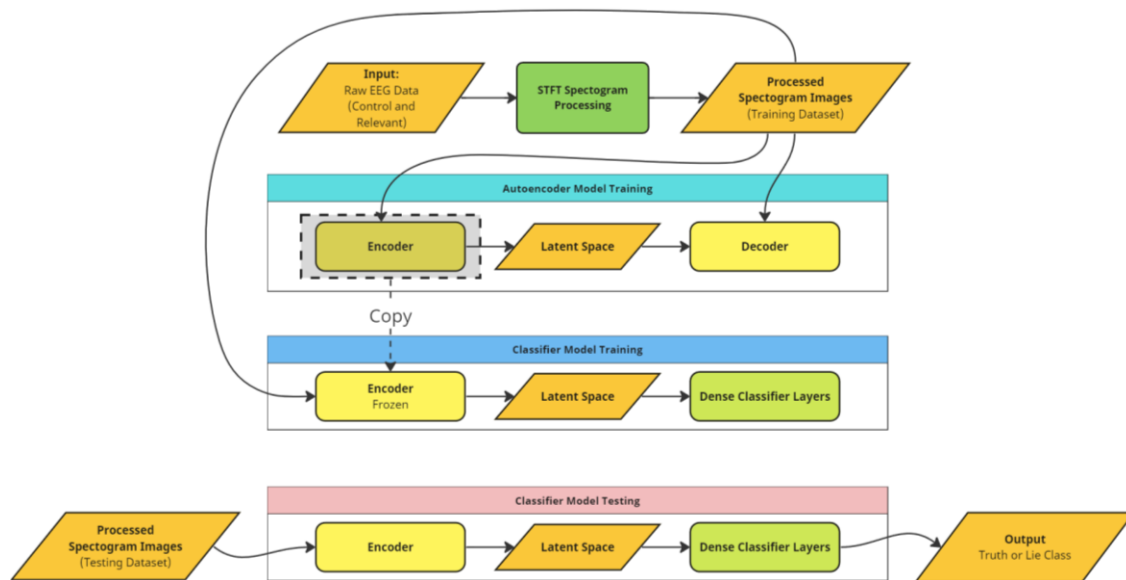 Input:
Raw EEG Data
(Control and
Relevant)
STFT Spectogram
Processing
Processed
Spectogram Images
(Training Dataset)
Autoencoder Model Training
Encoder
Latent Space
Decoder
Copy
Classifier Model Training
Encoder
Frozen
Latent Space
Dense Classifier Layers
Classifier Model Testing
Processed
Spectogram Images
(Testing Dataset)
Encoder
Latent Space
Dense Classifier Layers
Output
Truth or Lie Class